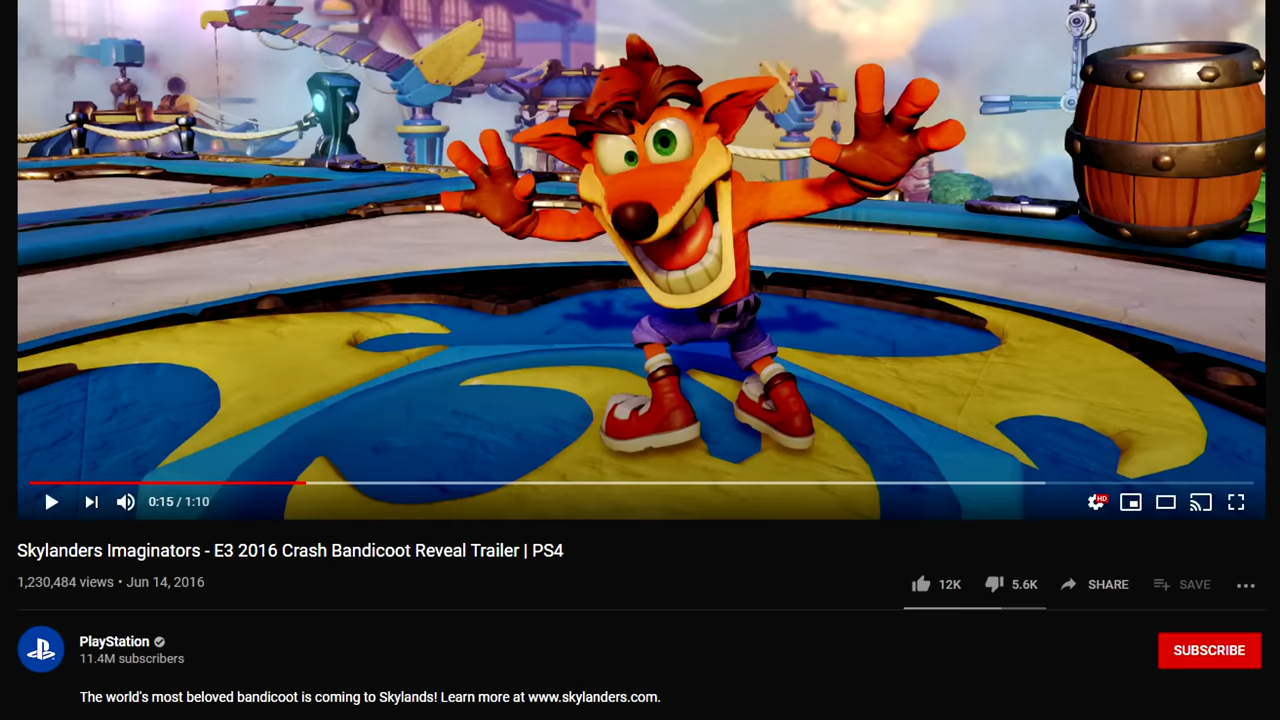 HD
0:15 / 1:10
Skylanders Imaginators - E3 2016 Crash Bandicoot Reveal Trailer | PS4
1,230,484 views • Jun 14, 2016
12K 5.6K SHARE SAVE
PlayStation
11.4M subscribers
SUBSCRIBE
The world's most beloved bandicoot is coming to Skylands! Learn more at www.skylanders.com.